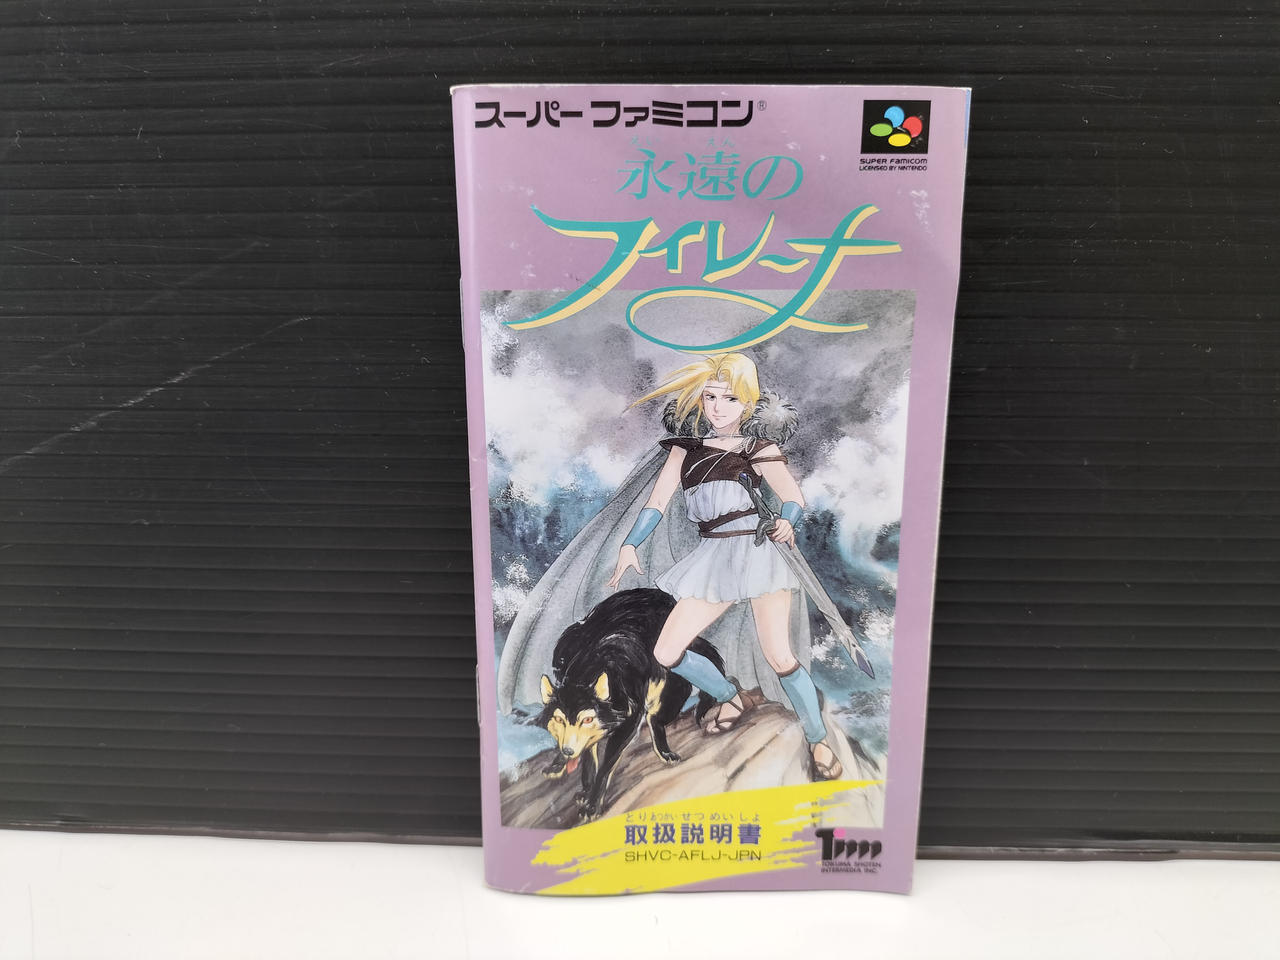 スーパーファミコン®
SUPER FAMICOM
LICENSED BY NINTENDO
えいえん
永遠の
フィレーナ
とりあつかいせつめいしょ
取扱説明書
SHVC-AFLJ-JPN
TOKUMA SHOTEN
INTERMEDIA INC.